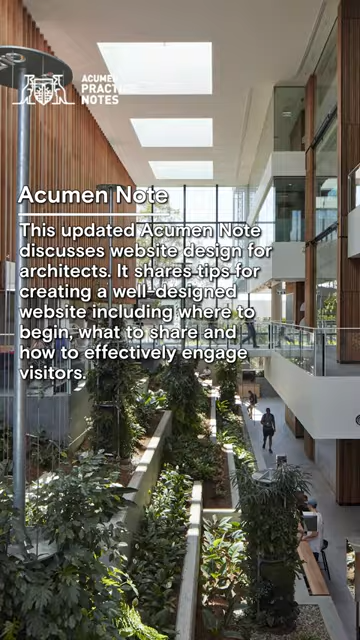 ACUMEN
PRACTICE
NOTES
Acumen Note
This updated Acumen Note
discusses website design for
architects. It shares tips for
creating a well-designed
website including where to
begin, what to share and
how to effectively engage
visitors.